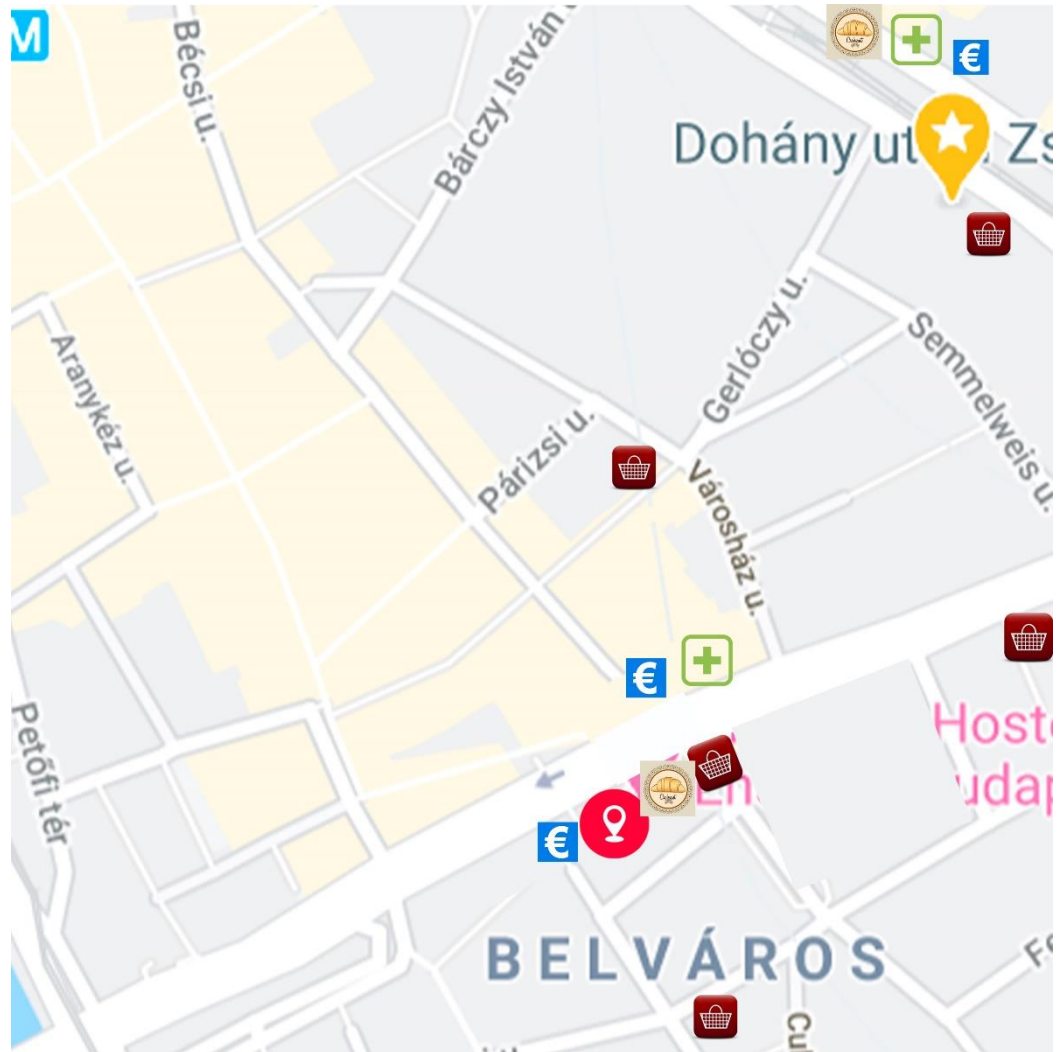 M
Bécsi u.
Bárczy István u
€
Dohány ut
Zs
Aranykéz u.
Gerlóczy u.
Semmelweis u.
Párizsi u.
Városház u.
€
Petőfi tér
Host
udap
€
BELVÁROS